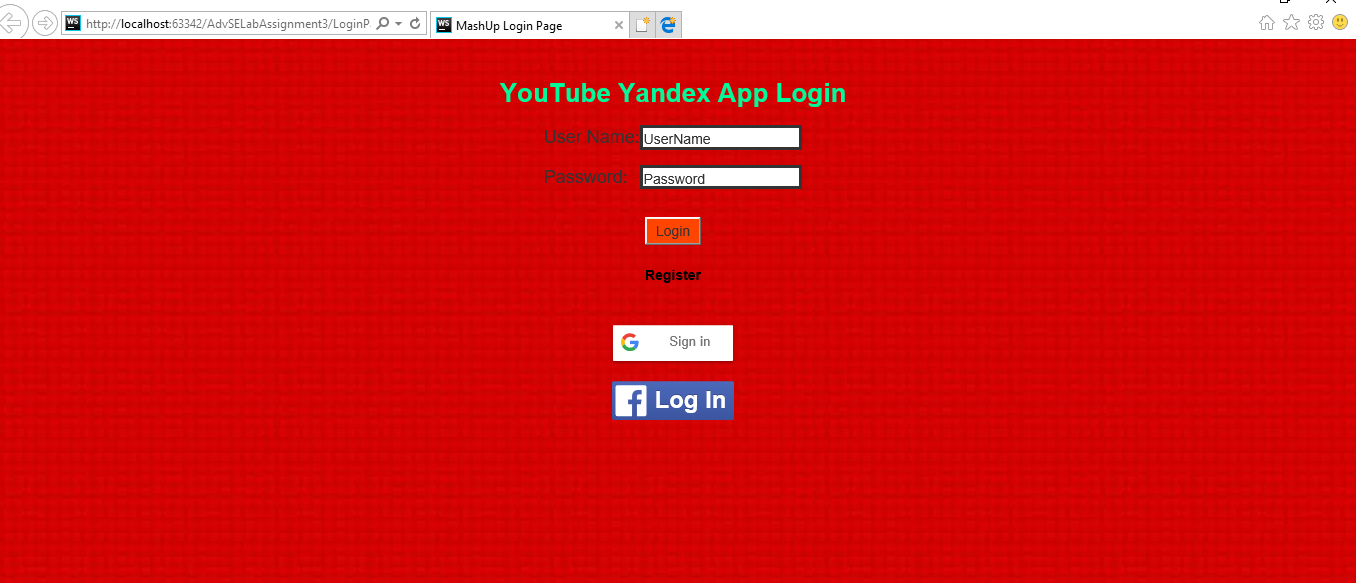 http://localhost:63342/AdvSELabAssignment3/LoginP
WS MashUp Login Page
YouTube Yandex App Login
User Name: UserName
Password: Password
Login
Register
G Sign in
f Log In